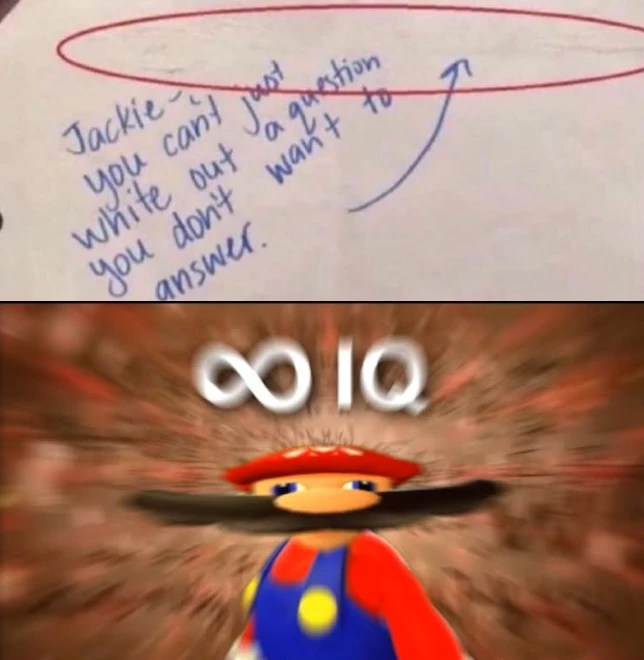 Jackie-
you can't just
white out a question
you don't want to
answer.
∞ IQ